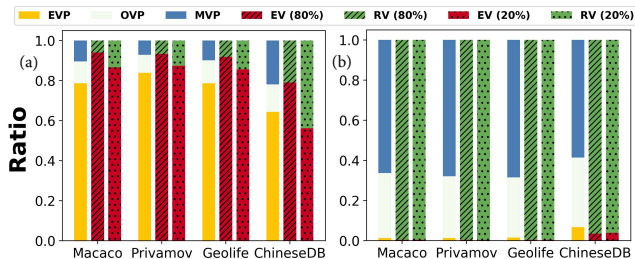 EVP OVP MVP EV (80%) RV (80%) EV (20%) RV (20%)
(a) (b)
Ratio
1.0 0.8 0.6 0.4 0.2 0.0
Macaco Privamov Geolife ChineseDB
1.0 0.8 0.6 0.4 0.2 0.0
Macaco Privamov Geolife ChineseDB